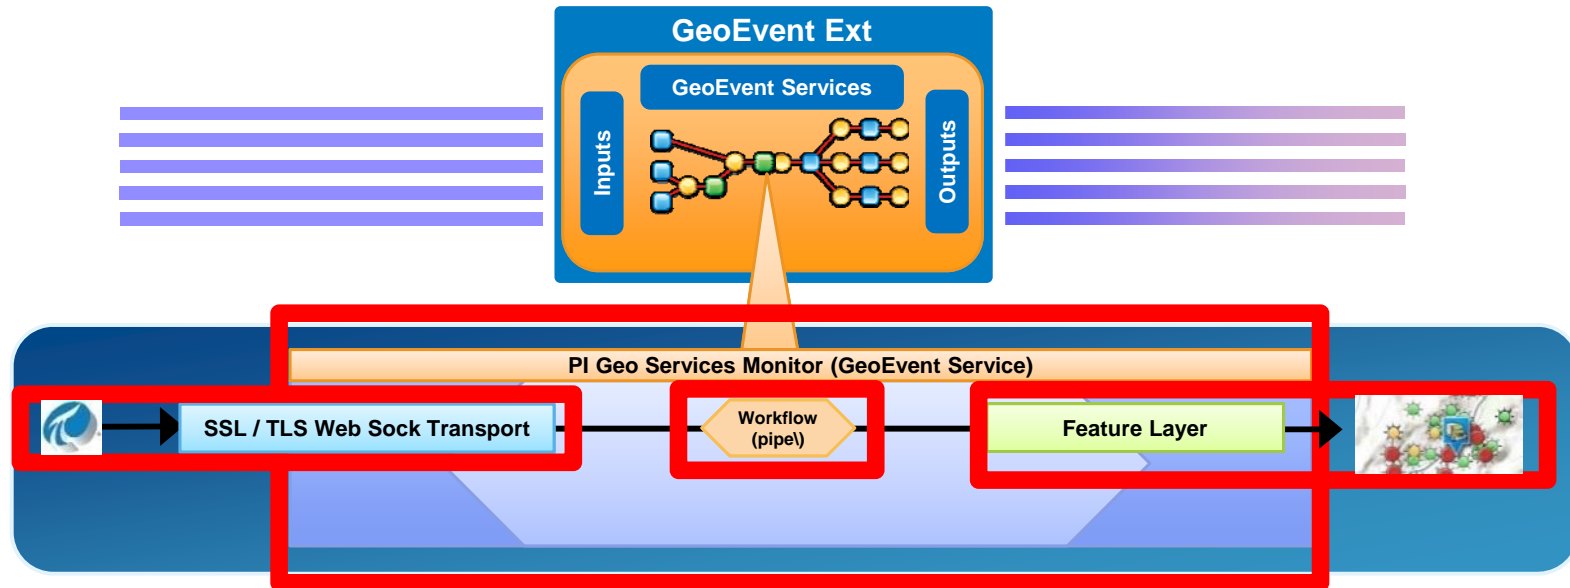 GeoEvent Ext
GeoEvent Services
Inputs
Outputs
PI Geo Services Monitor (GeoEvent Service)
SSL / TLS Web Sock Transport
Workflow
(pipe\)
Feature Layer